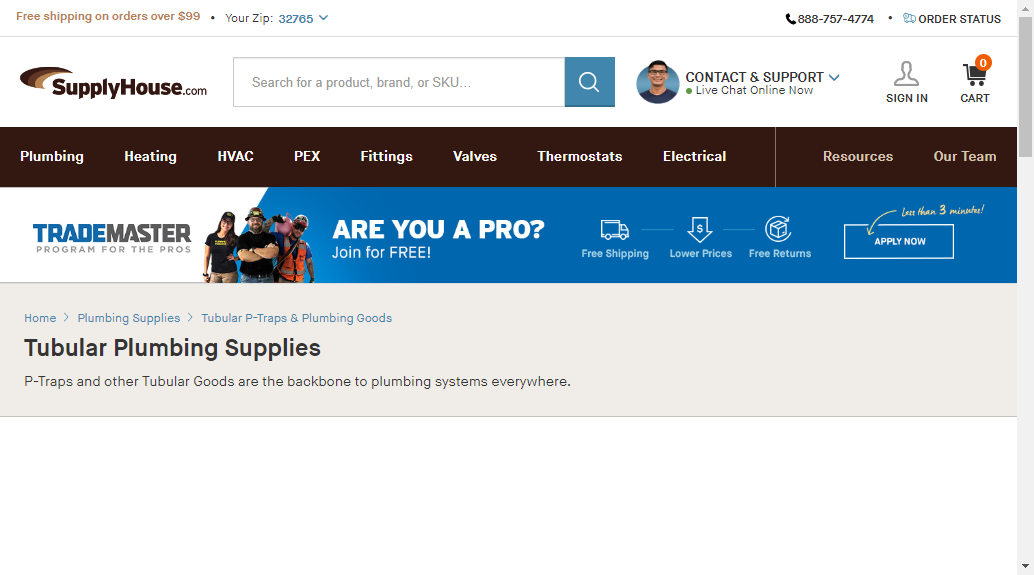 Free shipping on orders over $99 • Your Zip: 32765
888-757-4774 • ORDER STATUS
SupplyHouse.com
Search for a product, brand, or SKU...
CONTACT & SUPPORT
Live Chat Online Now
SIGN IN
0
CART
Plumbing Heating HVAC PEX Fittings Valves Thermostats Electrical Resources Our Team
TRADEMASTER
PROGRAM FOR THE PROS
ARE YOU A PRO?
Join for FREE!
Free Shipping
$
Lower Prices
Free Returns
Less than 3 minutes!
APPLY NOW
Home > Plumbing Supplies > Tubular P-Traps & Plumbing Goods
Tubular Plumbing Supplies
P-Traps and other Tubular Goods are the backbone to plumbing systems everywhere.